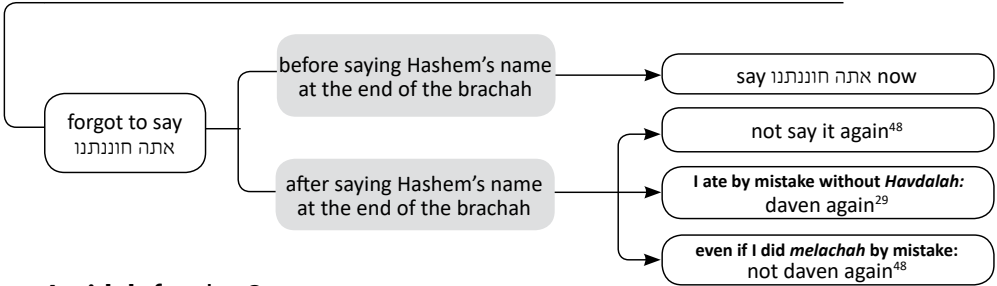 before saying Hashem's name
at the end of the brachah
say אתה חוננתנו now
forgot to say
אתה חוננתנו
not say it again48
after saying Hashem's name
at the end of the brachah
I ate by mistake without Havdalah:
daven again29
even if I did melachah by mistake:
not daven again48